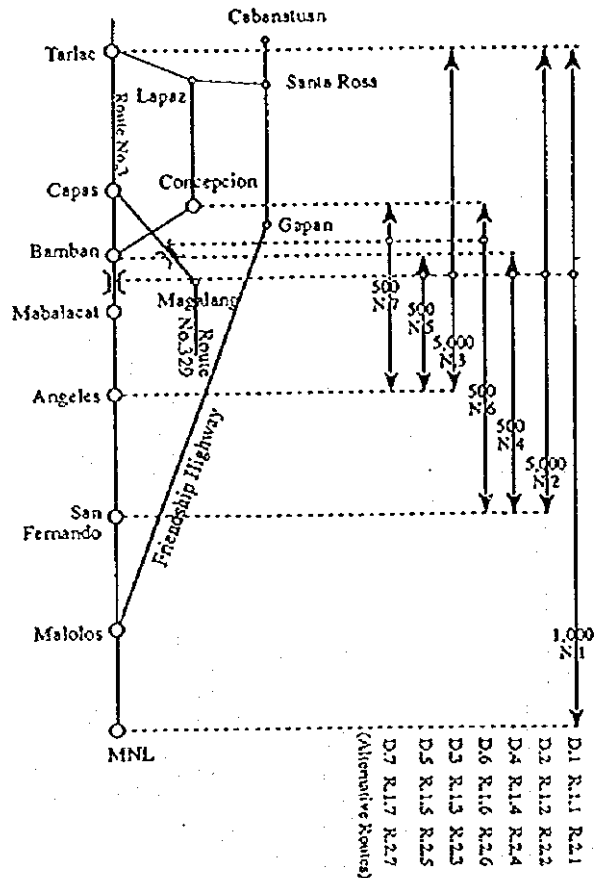 Cabanatuan
Tarlac
Lapaz
Santa Rosa
Route No.3
Capas
Concepcion
Gapan
Bamban
Magalang
Mabalacat
Route
No.329
Angeles
San
Fernando
Friendship Highway
Malolos
MNL
500
N.7
500
N.5
5,000
N.3
500
N.6
500
N.4
5,000
N.2
1,000
N.1
D.1 R.1.1 R.2.1
D.2 R.1.2 R.2.2
D.4 R.1.4 R.2.4
D.6 R.1.6 R.2.6
D.3 R.1.3 R.2.3
D.5 R.1.5 R.2.5
D.7 R.1.7 R.2.7
(Alternative Routes)